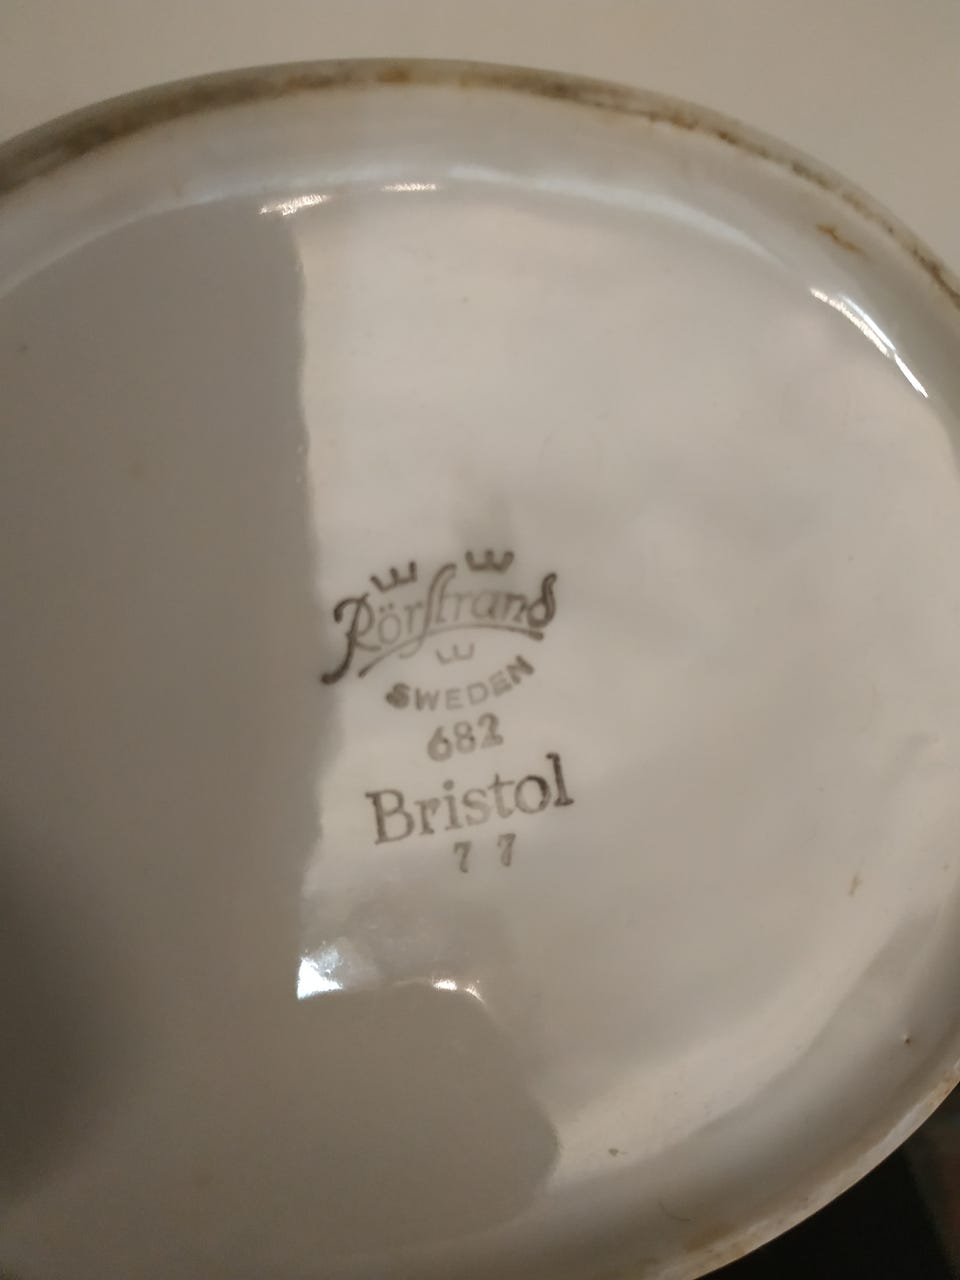 Rörstrand
SWEDEN
682
Bristol
7 7